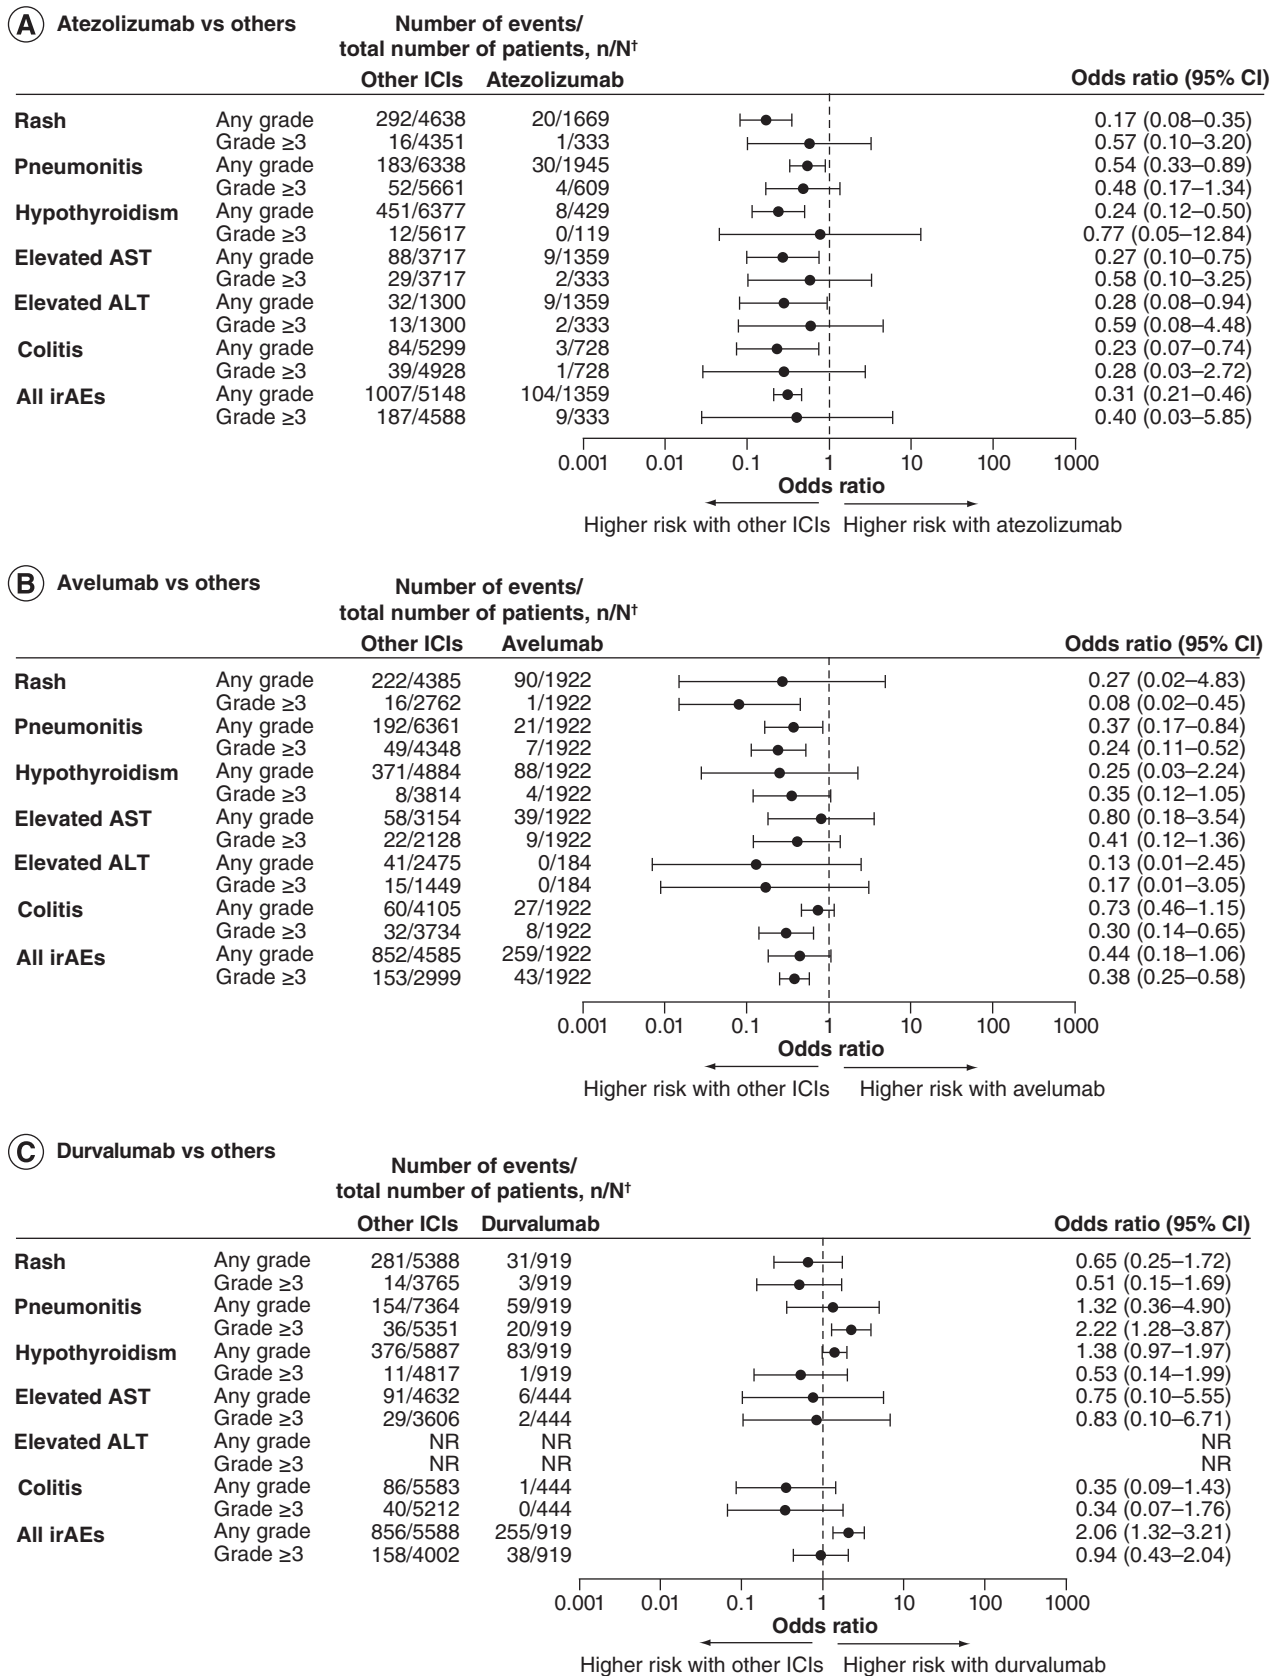 A Atezolizumab vs others
Number of events/
total number of patients, n/N†
Other ICIs Atezolizumab Odds ratio (95% CI)
Rash Any grade 292/4638 20/1669 0.17 (0.08–0.35)
Grade ≥3 16/4351 1/333 0.57 (0.10–3.20)
Pneumonitis Any grade 183/6338 30/1945 0.54 (0.33–0.89)
Grade ≥3 52/5661 4/609 0.48 (0.17–1.34)
Hypothyroidism Any grade 451/6377 8/429 0.24 (0.12–0.50)
Grade ≥3 12/5617 0/119 0.77 (0.05–12.84)
Elevated AST Any grade 88/3717 9/1359 0.27 (0.10–0.75)
Grade ≥3 29/3717 2/333 0.58 (0.10–3.25)
Elevated ALT Any grade 32/1300 9/1359 0.28 (0.08–0.94)
Grade ≥3 13/1300 2/333 0.59 (0.08–4.48)
Colitis Any grade 84/5299 3/728 0.23 (0.07–0.74)
Grade ≥3 39/4928 1/728 0.28 (0.03–2.72)
All irAEs Any grade 1007/5148 104/1359 0.31 (0.21–0.46)
Grade ≥3 187/4588 9/333 0.40 (0.03–5.85)
0.001 0.01 0.1 1 10 100 1000
Odds ratio
Higher risk with other ICIs Higher risk with atezolizumab
B Avelumab vs others
Number of events/
total number of patients, n/N†
Other ICIs Avelumab Odds ratio (95% CI)
Rash Any grade 222/4385 90/1922 0.27 (0.02–4.83)
Grade ≥3 16/2762 1/1922 0.08 (0.02–0.45)
Pneumonitis Any grade 192/6361 21/1922 0.37 (0.17–0.84)
Grade ≥3 49/4348 7/1922 0.24 (0.11–0.52)
Hypothyroidism Any grade 371/4884 88/1922 0.25 (0.03–2.24)
Grade ≥3 8/3814 4/1922 0.35 (0.12–1.05)
Elevated AST Any grade 58/3154 39/1922 0.80 (0.18–3.54)
Grade ≥3 22/2128 9/1922 0.41 (0.12–1.36)
Elevated ALT Any grade 41/2475 0/184 0.13 (0.01–2.45)
Grade ≥3 15/1449 0/184 0.17 (0.01–3.05)
Colitis Any grade 60/4105 27/1922 0.73 (0.46–1.15)
Grade ≥3 32/3734 8/1922 0.30 (0.14–0.65)
All irAEs Any grade 852/4585 259/1922 0.44 (0.18–1.06)
Grade ≥3 153/2999 43/1922 0.38 (0.25–0.58)
0.001 0.01 0.1 1 10 100 1000
Odds ratio
Higher risk with other ICIs Higher risk with avelumab
C Durvalumab vs others
Number of events/
total number of patients, n/N†
Other ICIs Durvalumab Odds ratio (95% CI)
Rash Any grade 281/5388 31/919 0.65 (0.25–1.72)
Grade ≥3 14/3765 3/919 0.51 (0.15–1.69)
Pneumonitis Any grade 154/7364 59/919 1.32 (0.36–4.90)
Grade ≥3 36/5351 20/919 2.22 (1.28–3.87)
Hypothyroidism Any grade 376/5887 83/919 1.38 (0.97–1.97)
Grade ≥3 11/4817 1/919 0.53 (0.14–1.99)
Elevated AST Any grade 91/4632 6/444 0.75 (0.10–5.55)
Grade ≥3 29/3606 2/444 0.83 (0.10–6.71)
Elevated ALT Any grade NR NR NR
Grade ≥3 NR NR NR
Colitis Any grade 86/5583 1/444 0.35 (0.09–1.43)
Grade ≥3 40/5212 0/444 0.34 (0.07–1.76)
All irAEs Any grade 856/5588 255/919 2.06 (1.32–3.21)
Grade ≥3 158/4002 38/919 0.94 (0.43–2.04)
0.001 0.01 0.1 1 10 100 1000
Odds ratio
Higher risk with other ICIs Higher risk with durvalumab